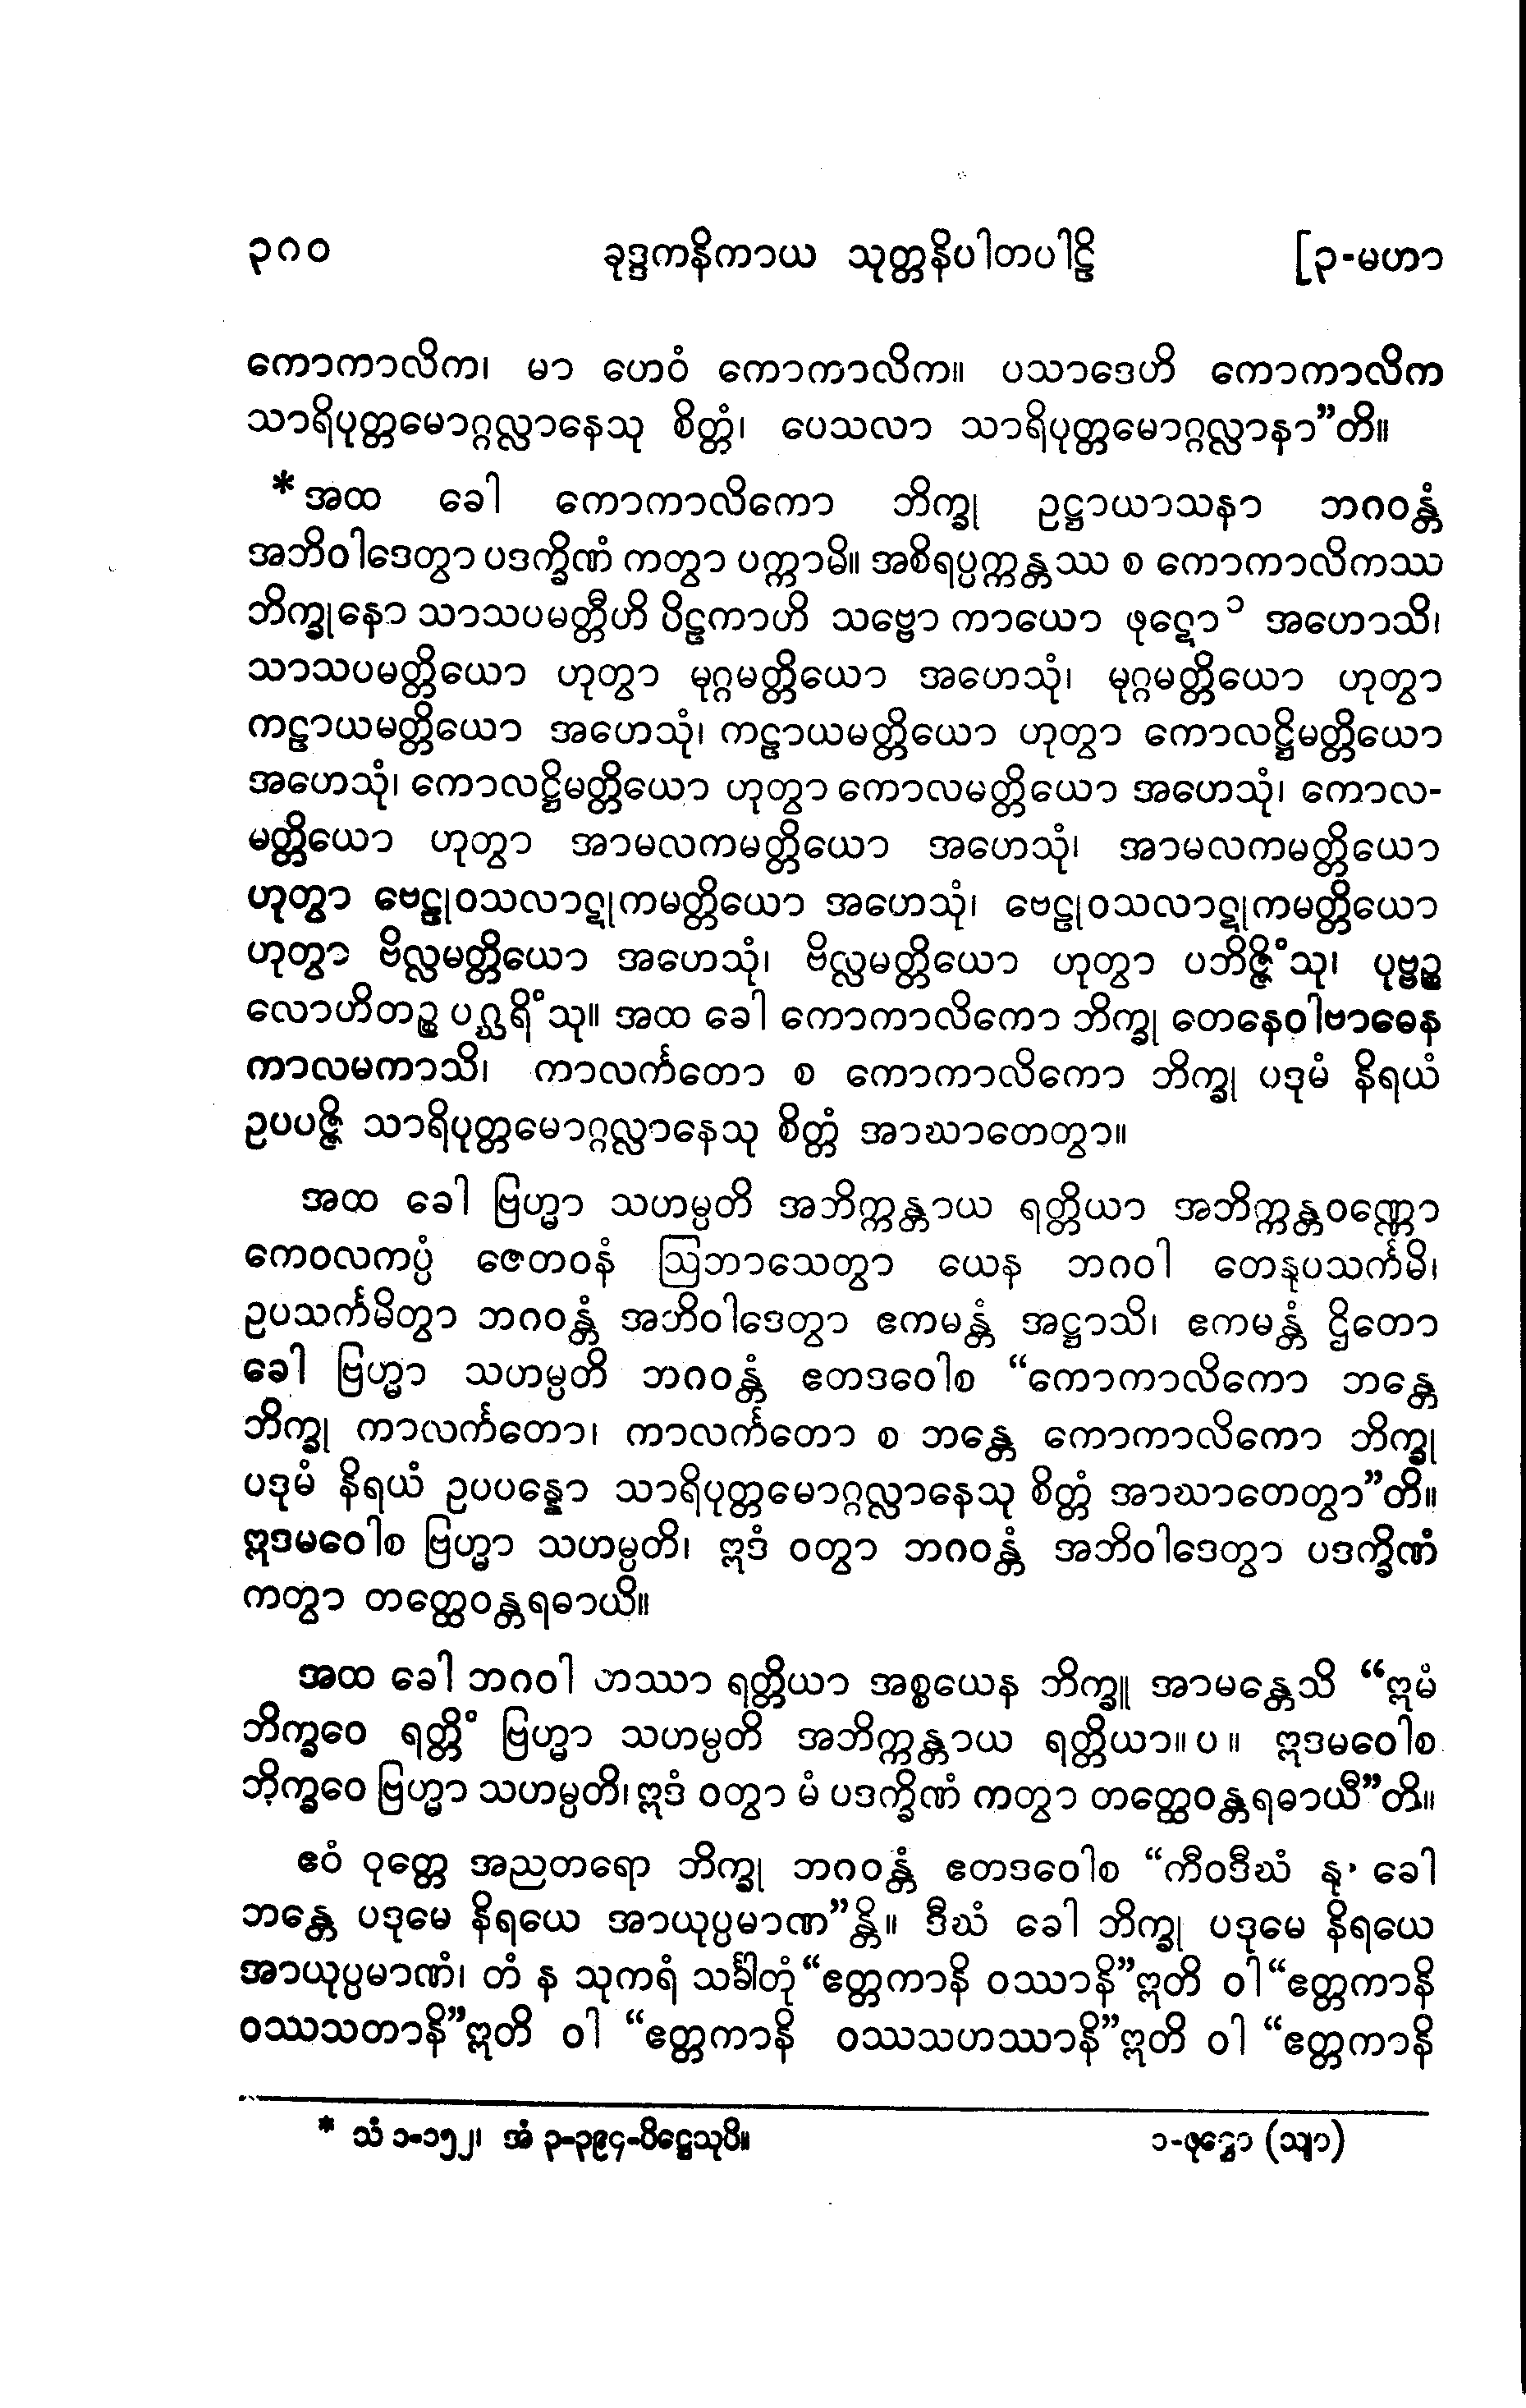 ၃၈၀ ခုဒ္ဒကနိကာယ သုတ္တနိပါတပါဠိ [၃-မဟာ
ကောကာလိက၊ မာ ဟေဝံ ကောကာလိက။ ပသာဒေဟိ ကောကာလိက
သာရိပုတ္တမောဂ္ဂလ္လာနေသု စိတ္တံ၊ ပေသလာ သာရိပုတ္တမောဂ္ဂလ္လာနာ”တိ။
*အထ ခေါ ကောကာလိကော ဘိက္ခု ဥဋ္ဌာယာသနာ ဘဂဝန္တံ
အဘိဝါဒေတွာ ပဒက္ခိဏံ ကတွာ ပက္ကာမိ။ အစိရပ္ပက္ကန္တဿ စ ကောကာလိကဿ
ဘိက္ခုနော သာသပမတ္တီဟိ ပိဠကာဟိ သဗ္ဗော ကာယော ဖုဋော၁ အဟောသိ၊
သာသပမတ္တိယော ဟုတွာ မုဂ္ဂမတ္တိယော အဟေသုံ၊ မုဂ္ဂမတ္တိယော ဟုတွာ
ကဠာယမတ္တိယော အဟေသုံ၊ ကဠာယမတ္တိယော ဟုတွာ ကောလဋ္ဌိမတ္တိယော
အဟေသုံ၊ ကောလဋ္ဌိမတ္တိယော ဟုတွာ ကောလမတ္တိယော အဟေသုံ၊ ကောလ-
မတ္တိယော ဟုတွာ အာမလကမတ္တိယော အဟေသုံ၊ အာမလကမတ္တိယော
ဟုတွာ ဗေဠုဝသလာဋုကမတ္တိယော အဟေသုံ၊ ဗေဠုဝသလာဋုကမတ္တိယော
ဟုတွာ ဗိလ္လမတ္တိယော အဟေသုံ၊ ဗိလ္လမတ္တိယော ဟုတွာ ပဘိဇ္ဇိံသု၊ ပုဗ္ဗဉ္စ
လောဟိတဉ္စ ပဂ္ဃရိံသု။ အထ ခေါ ကောကာလိကော ဘိက္ခု တေနေဝါဗာဓေန
ကာလမကာသိ၊ ကာလင်္ကတော စ ကောကာလိကော ဘိက္ခု ပဒုမံ နိရယံ
ဥပပဇ္ဇိ သာရိပုတ္တမောဂ္ဂလ္လာနေသု စိတ္တံ အာဃာတေတွာ။
အထ ခေါ ဗြဟ္မာ သဟမ္ပတိ အဘိက္ကန္တာယ ရတ္တိယာ အဘိက္ကန္တဝဏ္ဏော
ကေဝလကပ္ပံ ဇေတဝနံ ဩဘာသေတွာ ယေန ဘဂဝါ တေနုပသင်္ကမိ၊
ဥပသင်္ကမိတွာ ဘဂဝန္တံ အဘိဝါဒေတွာ ဧကမန္တံ အဋ္ဌာသိ၊ ဧကမန္တံ ဌိတော
ခေါ ဗြဟ္မာ သဟမ္ပတိ ဘဂဝန္တံ ဧတဒဝေါစ “ကောကာလိကော ဘန္တေ
ဘိက္ခု ကာလင်္ကတော၊ ကာလင်္ကတော စ ဘန္တေ ကောကာလိကော ဘိက္ခု
ပဒုမံ နိရယံ ဥပပန္နော သာရိပုတ္တမောဂ္ဂလ္လာနေသု စိတ္တံ အာဃာတေတွာ”တိ။
ဣဒမဝေါစ ဗြဟ္မာ သဟမ္ပတိ၊ ဣဒံ ဝတွာ ဘဂဝန္တံ အဘိဝါဒေတွာ ပဒက္ခိဏံ
ကတွာ တတ္ထေဝန္တရဓာယိ။
အထ ခေါ ဘဂဝါ တဿာ ရတ္တိယာ အစ္စယေန ဘိက္ခူ အာမန္တေသိ “ဣမံ
ဘိက္ခဝေ ရတ္တိံ ဗြဟ္မာ သဟမ္ပတိ အဘိက္ကန္တာယ ရတ္တိယာ။ ပ ။ ဣဒမဝေါစ
ဘိက္ခဝေ ဗြဟ္မာ သဟမ္ပတိ၊ ဣဒံ ဝတွာ မံ ပဒက္ခိဏံ ကတွာ တတ္ထေဝန္တရဓာယီ”တိ။
ဧဝံ ဝုတ္တေ အညတရော ဘိက္ခု ဘဂဝန္တံ ဧတဒဝေါစ “ကီဝဒီဃံ နု ခေါ
ဘန္တေ ပဒုမေ နိရယေ အာယုပ္ပမာဏ”န္တိ။ ဒီဃံ ခေါ ဘိက္ခု ပဒုမေ နိရယေ
အာယုပ္ပမာဏံ၊ တံ န သုကရံ သင်္ခါတုံ “ဧတ္တကာနိ ဝဿာနိ”ဣတိ ဝါ “ဧတ္တကာနိ
ဝဿသတာနိ”ဣတိ ဝါ “ဧတ္တကာနိ ဝဿသဟဿာနိ”ဣတိ ဝါ “ဧတ္တကာနိ
* သံ ၁-၁၅၂၊ အံ ၃-၃၉၄-ပိဋ္ဌေသုပိ။ ၁-ဖုဋ္ဌော (သျာ)